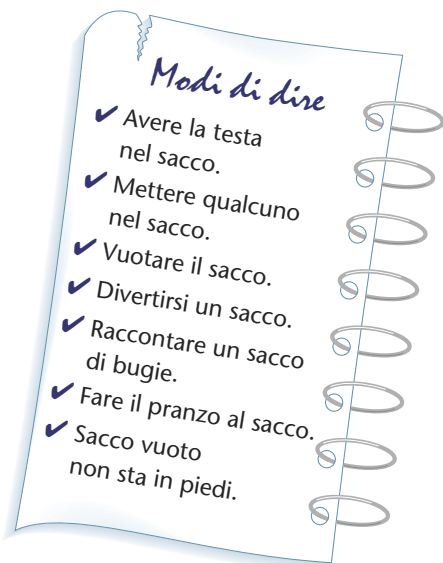 Modi di dire
✔ Avere la testa
nel sacco.
✔ Mettere qualcuno
nel sacco.
✔ Vuotare il sacco.
✔ Divertirsi un sacco.
✔ Raccontare un sacco
di bugie.
✔ Fare il pranzo al sacco.
✔ Sacco vuoto
non sta in piedi.